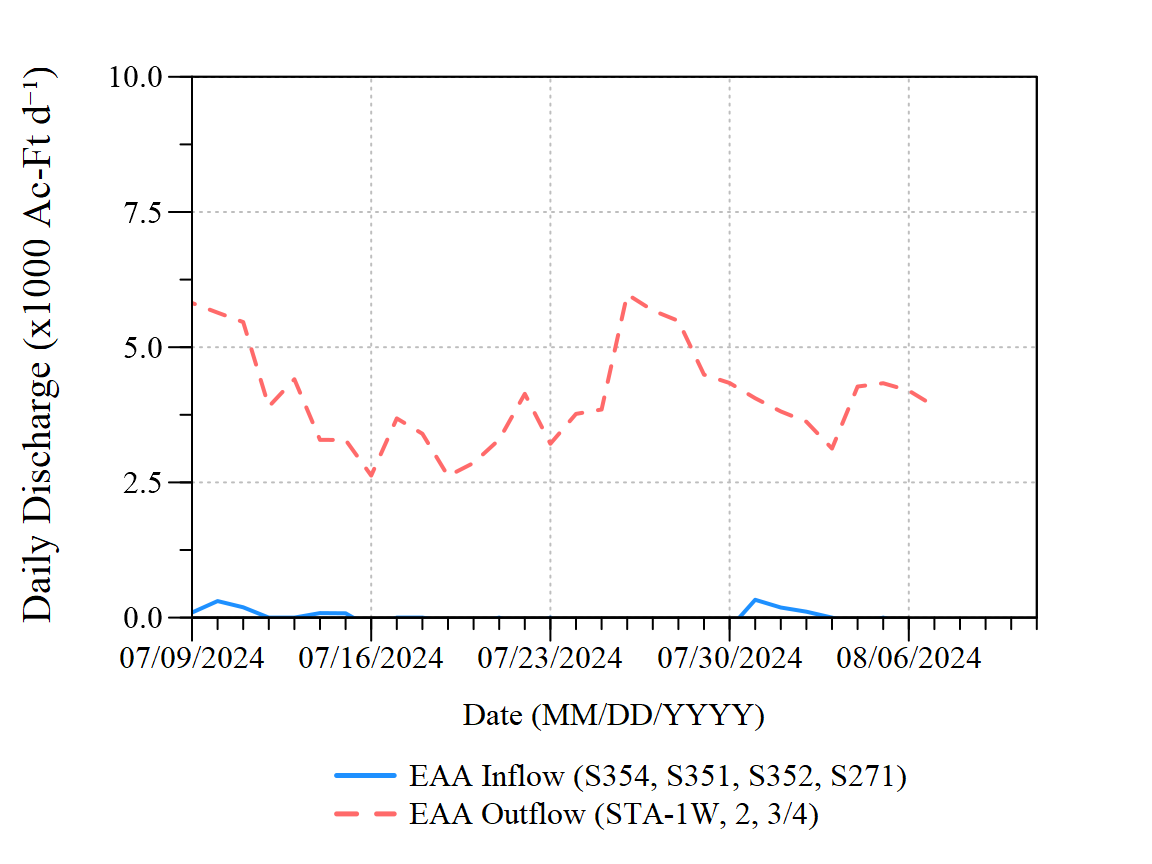 Daily Discharge (x1000 Ac-Ft d⁻¹)
10.0
7.5
5.0
2.5
0.0
07/09/2024 07/16/2024 07/23/2024 07/30/2024 08/06/2024
Date (MM/DD/YYYY)
EAA Inflow (S354, S351, S352, S271)
EAA Outflow (STA-1W, 2, 3/4)